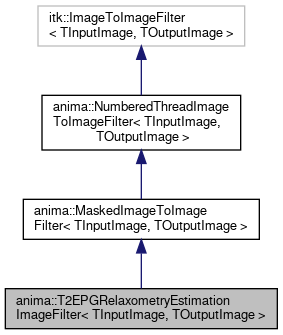 itk::ImageToImageFilter
< TInputImage, TOutputImage >
anima::NumberedThreadImage
ToImageFilter< TInputImage,
TOutputImage >
anima::MaskedImageToImage
Filter< TInputImage, TOutputImage >
anima::T2EPGRelaxometryEstimation
ImageFilter< TInputImage, TOutputImage >